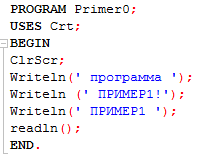 PROGRAM Primer0;
USES Crt;
BEGIN
ClrScr;
Writeln(' программа ');
Writeln (' ПРИМЕР1!');
Writeln(' ПРИМЕР1 ');
readln();
END.